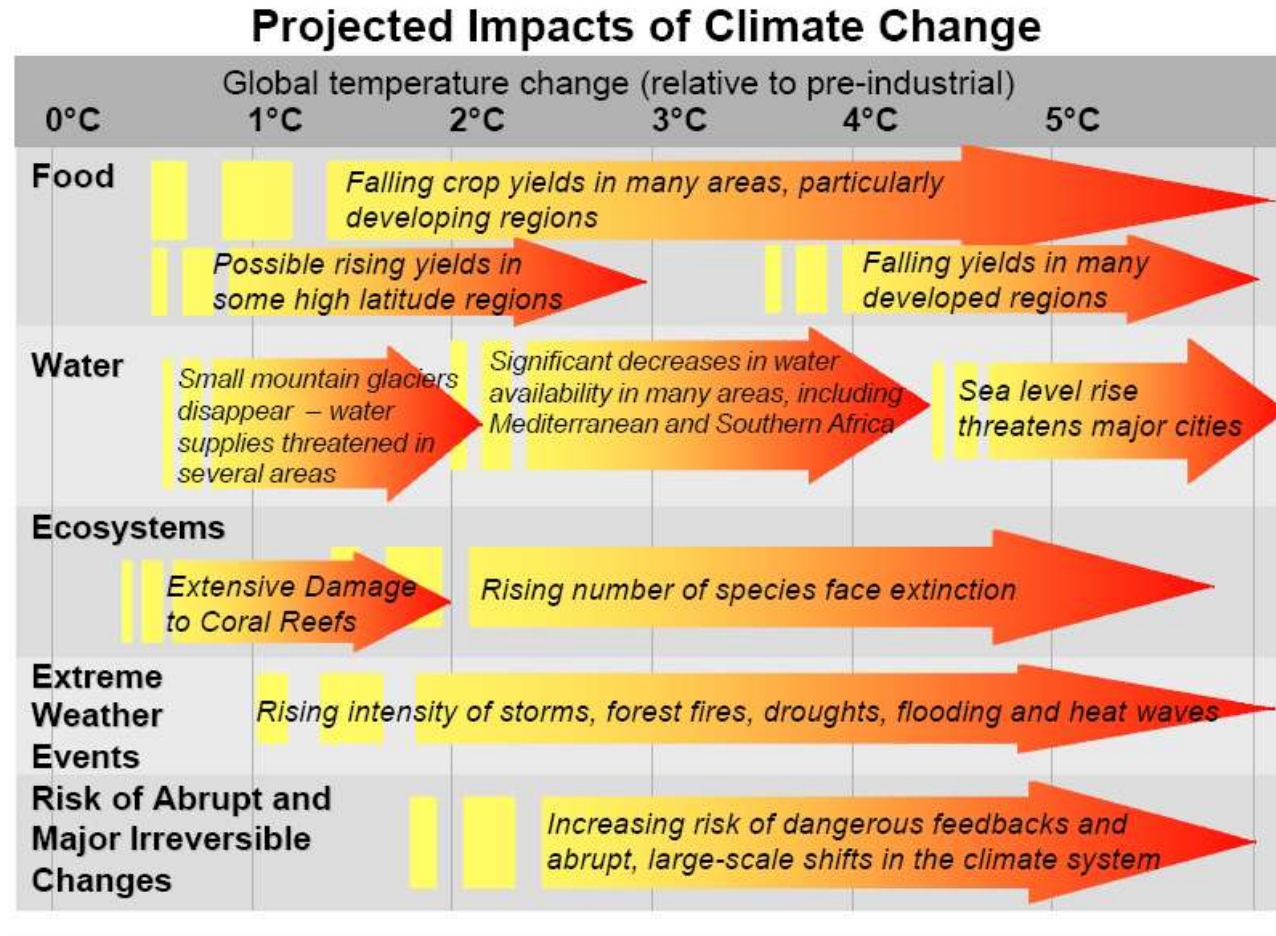 Projected Impacts of Climate Change
Global temperature change (relative to pre-industrial)
0°C 1°C 2°C 3°C 4°C 5°C
Food
Falling crop yields in many areas, particularly
developing regions
Possible rising yields in
some high latitude regions
Falling yields in many
developed regions
Water
Small mountain glaciers
disappear – water
supplies threatened in
several areas
Significant decreases in water
availability in many areas, including
Mediterranean and Southern Africa
Sea level rise
threatens major cities
Ecosystems
Extensive Damage
to Coral Reefs
Rising number of species face extinction
Extreme
Weather
Events
Rising intensity of storms, forest fires, droughts, flooding and heat waves
Risk of Abrupt and
Major Irreversible
Changes
Increasing risk of dangerous feedbacks and
abrupt, large-scale shifts in the climate system